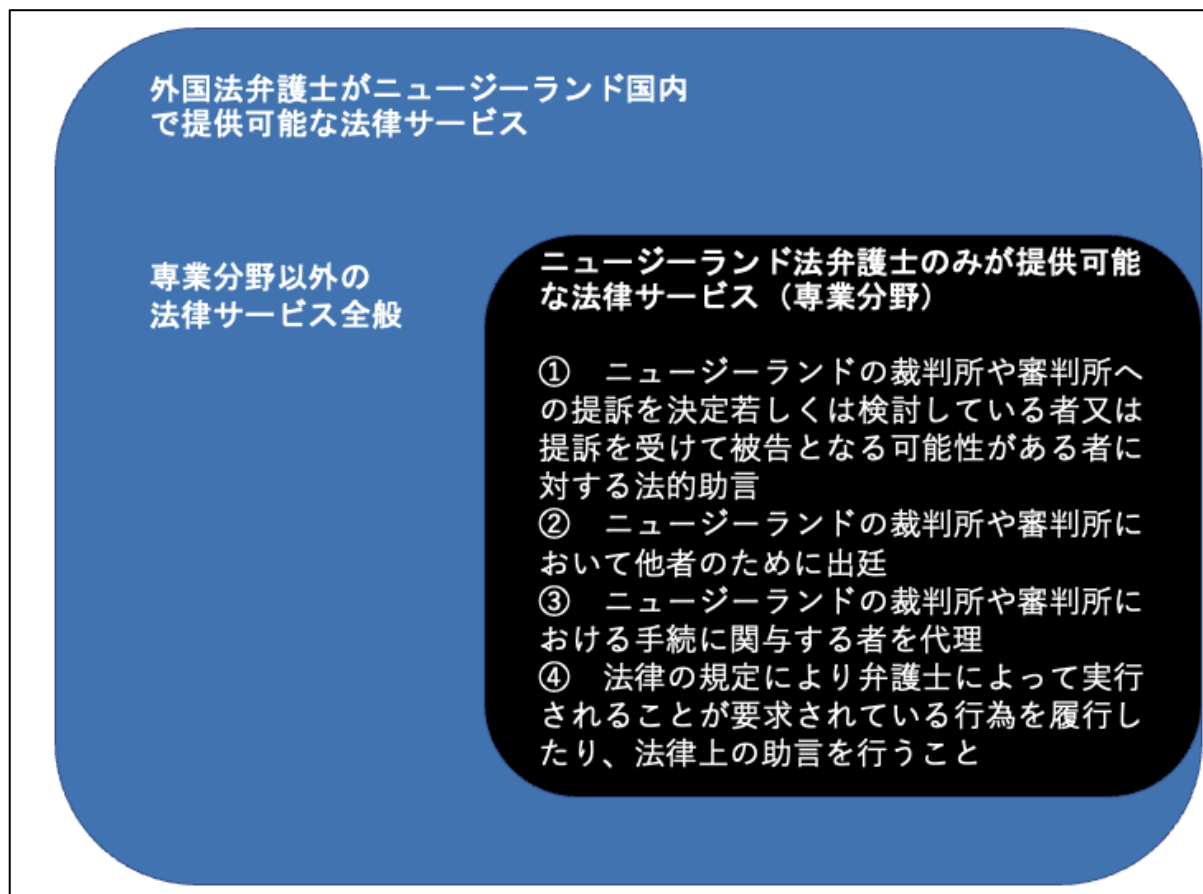 外国法弁護士がニュージーランド国内
で提供可能な法律サービス
専業分野以外の
法律サービス全般
ニュージーランド法弁護士のみが提供可能
な法律サービス（専業分野）
①　ニュージーランドの裁判所や審判所へ
の提訴を決定若しくは検討している者又は
提訴を受けて被告となる可能性がある者に
対する法的助言
②　ニュージーランドの裁判所や審判所に
おいて他者のために出廷
③　ニュージーランドの裁判所や審判所に
おける手続に関与する者を代理
④　法律の規定により弁護士によって実行
されることが要求されている行為を履行し
たり、法律上の助言を行うこと